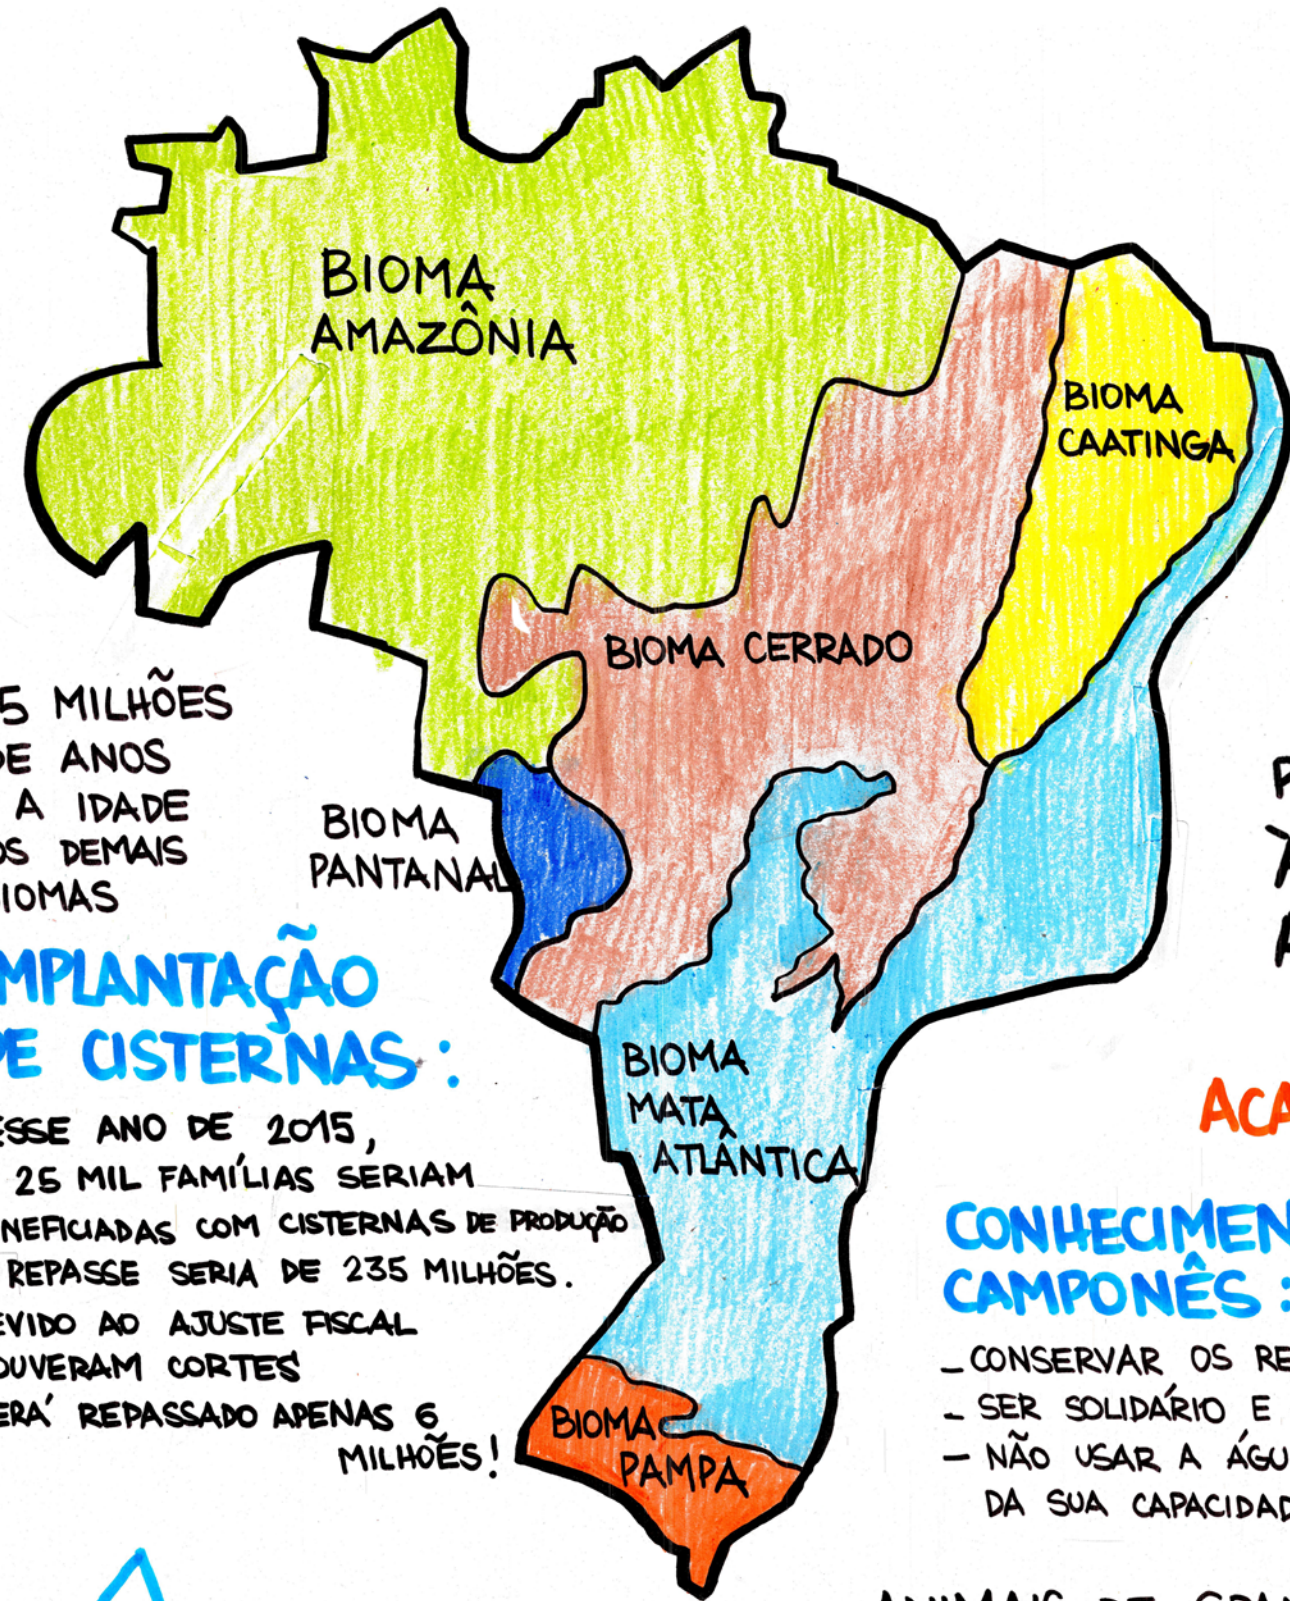 BIOMA
AMAZÔNIA
BIOMA
CAATINGA
BIOMA CERRADO
5 MILHÕES
DE ANOS
A IDADE
OS DEMAIS
IOMAS
BIOMA
PANTANAL
MPLANTAÇÃO
DE CISTERNAS:
ESSE ANO DE 2015,
25 MIL FAMÍLIAS SERIAM
NEFICIADAS COM CISTERNAS DE PRODUÇÃO
REPASSE SERIA DE 235 MILHÕES.
EVIDO AO AJUSTE FISCAL
OUVERAM CORTES
ERÁ REPASSADO APENAS 6
MILHÕES!
BIOMA
MATA
ATLÂNTICA
BIOMA
PAMPA
ACA
CONHECIMEN
CAMPONÊS:
- CONSERVAR OS RE
- SER SOLIDÁRIO E
- NÃO USAR A ÁGU
DA SUA CAPACIDAD